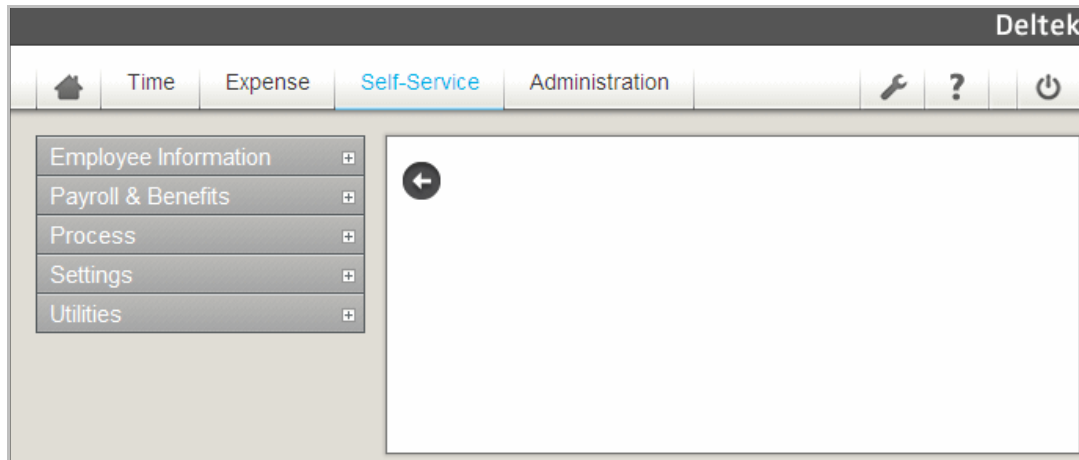 Deltek
Time Expense Self-Service Administration ?
Employee Information
Payroll & Benefits
Process
Settings
Utilities